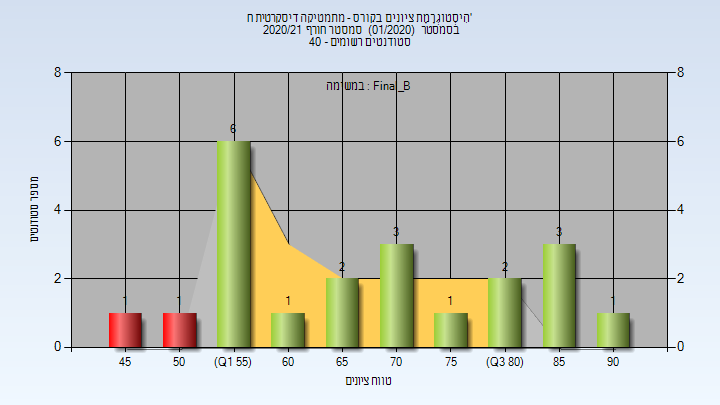 הִיסְטוֹגְרָמַת ציונים בקורס - מתמטיקה דיסקרטית ח'
בסמסטר (01/2020) סמסטר חורף 2020/21
סטודנטים רשומים - 40
במשימה : Final_B
8 8
6 6
4 4
2 2
0 0
מספר סטודנטים
1 1 6 1 2 3 1 2 3 1
45 50 (Q1 55) 60 65 70 75 (Q3 80) 85 90
טווח ציונים